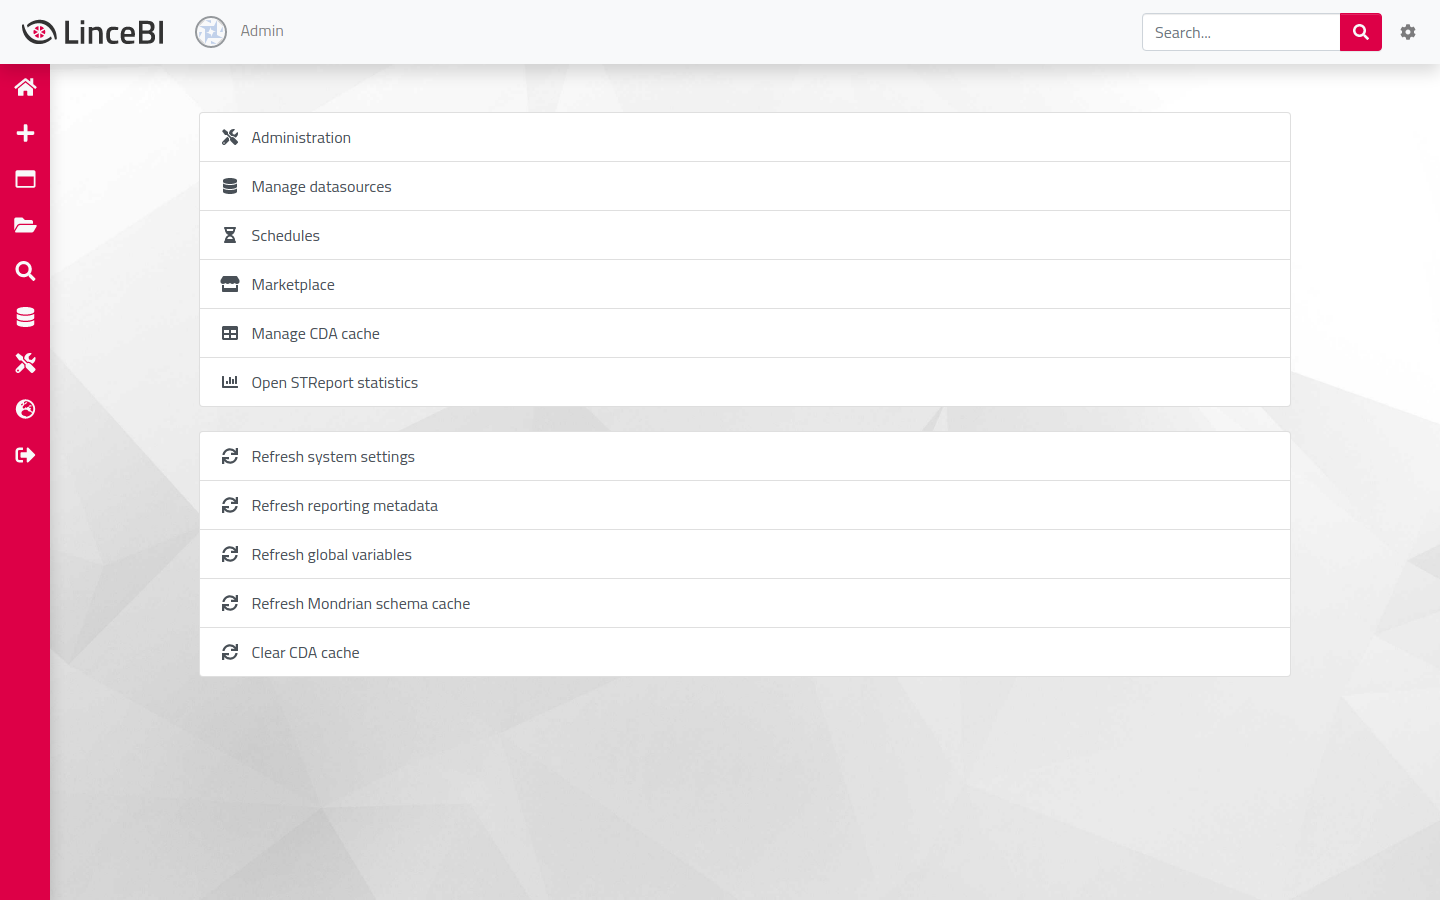 LinceBI
Admin
Search...
Administration
Manage datasources
Schedules
Marketplace
Manage CDA cache
Open STReport statistics
Refresh system settings
Refresh reporting metadata
Refresh global variables
Refresh Mondrian schema cache
Clear CDA cache